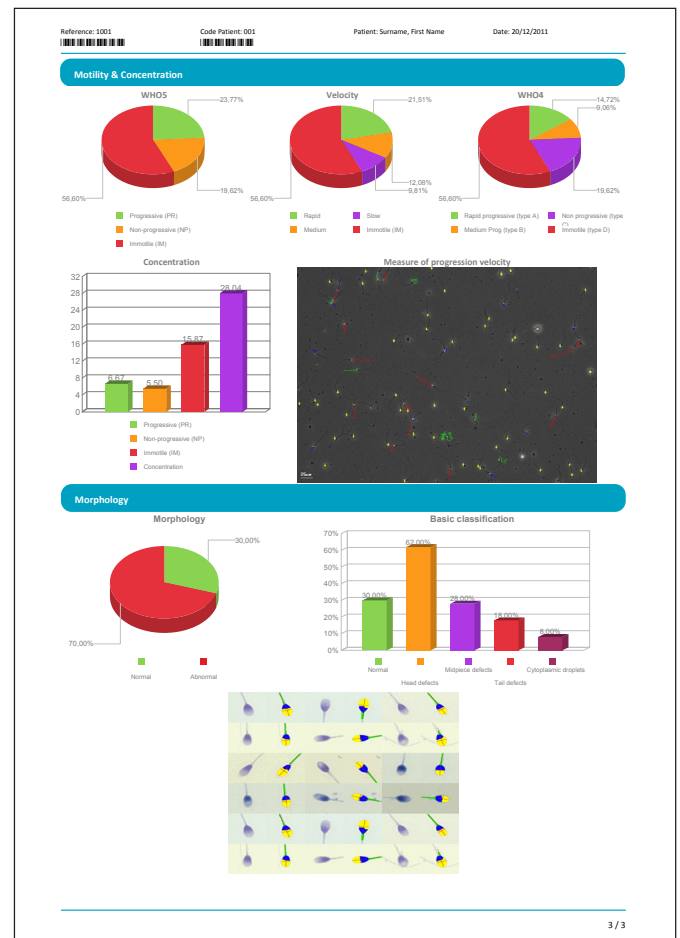 Reference: 1001 Code Patient: 001 Patient: Surname, First Name Date: 20/12/2011
Motility & Concentration
WHO5 Velocity WHO4
23,77% 21,51% 14,72%
9,06%
12,08%
19,62% 9,81% 19,62%
56,60% 56,60% 56,60%
Progressive (PR) Rapid Slow Rapid progressive (type A) Non progressive (type
Non-progressive (NP) Medium Immotile (IM) Medium Prog (type B) Immotile (type D)
Immotile (IM)
Concentration Measure of progression velocity
32
28 28.04
24
20
16 15.87
12
8 6.67 5.50
4
0
Progressive (PR)
Non-progressive (NP)
Immotile (IM)
Concentration
Morphology
Morphology Basic classification
30,00%
70,00%
Normal Abnormal
70%
60% 62.00%
50%
40%
30% 30.00% 28.00%
20% 18.00%
10% 8.00%
0%
Normal Midpiece defects Cytoplasmic droplets
Head defects Tail defects
3 / 3